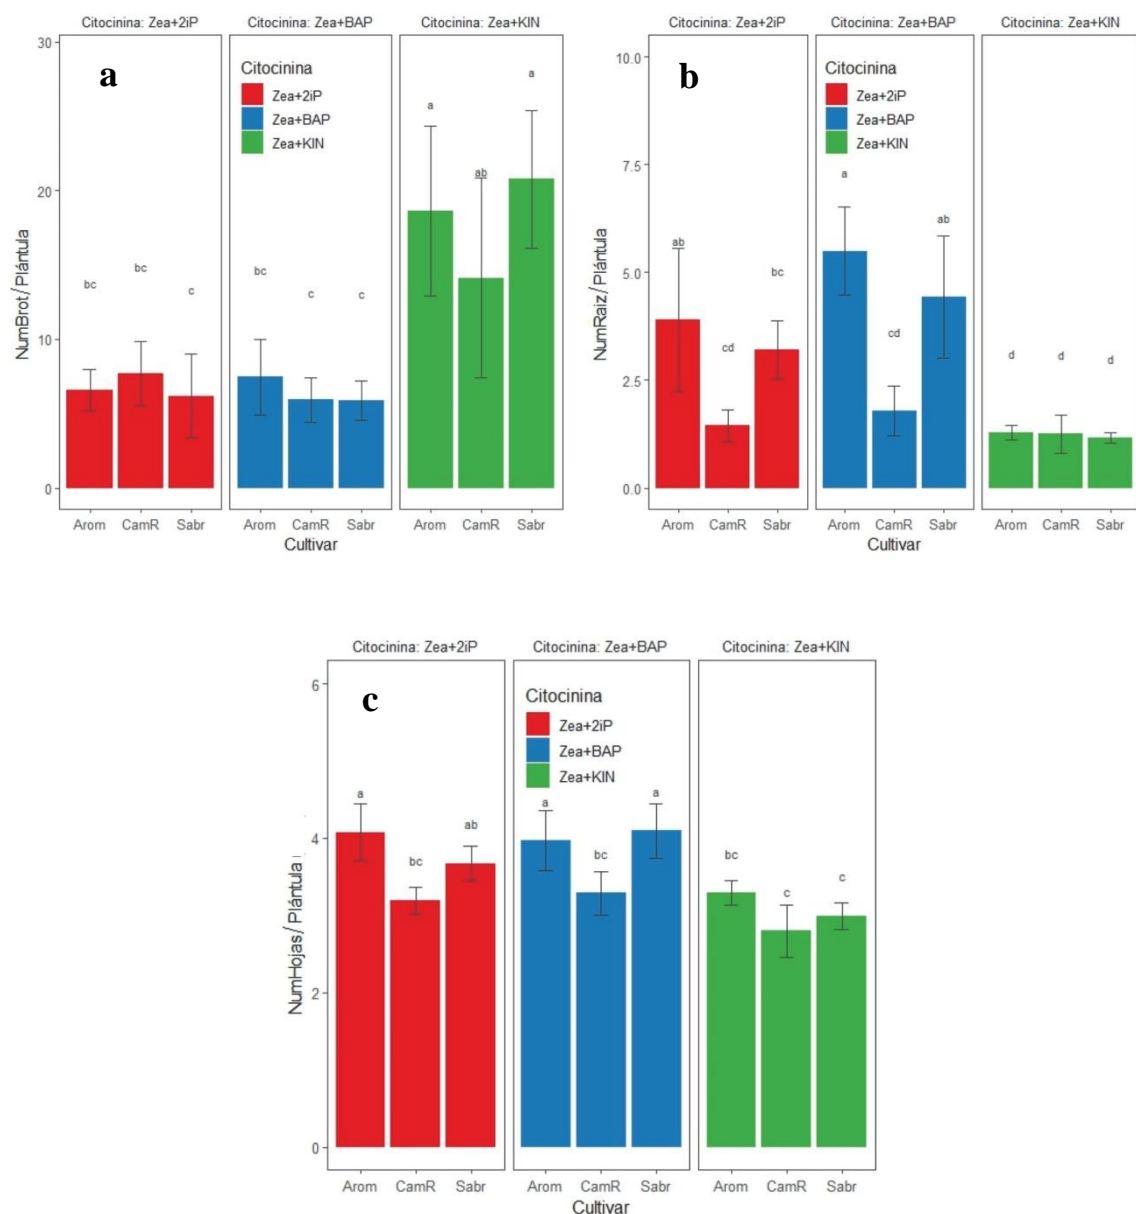 Citocinina: Zea+2iP Citocinina: Zea+BAP Citocinina: Zea+KIN
a
Citocinina
Zea+2iP
Zea+BAP
Zea+KIN
30
20
10
0
NumBrot/Plántula
bc bc c
bc c c
a ab a
Arom CamR Sabr Arom CamR Sabr Arom CamR Sabr
Cultivar
Citocinina: Zea+2iP Citocinina: Zea+BAP Citocinina: Zea+KIN
b
Citocinina
Zea+2iP
Zea+BAP
Zea+KIN
10.0
7.5
5.0
2.5
0.0
NumRaiz/Plántula
ab cd bc
a cd ab
d d d
Arom CamR Sabr Arom CamR Sabr Arom CamR Sabr
Cultivar
Citocinina: Zea+2iP Citocinina: Zea+BAP Citocinina: Zea+KIN
c
Citocinina
Zea+2iP
Zea+BAP
Zea+KIN
6
4
2
0
NumHojas/Plántula
a bc ab
a bc a
bc c c
Arom CamR Sabr Arom CamR Sabr Arom CamR Sabr
Cultivar